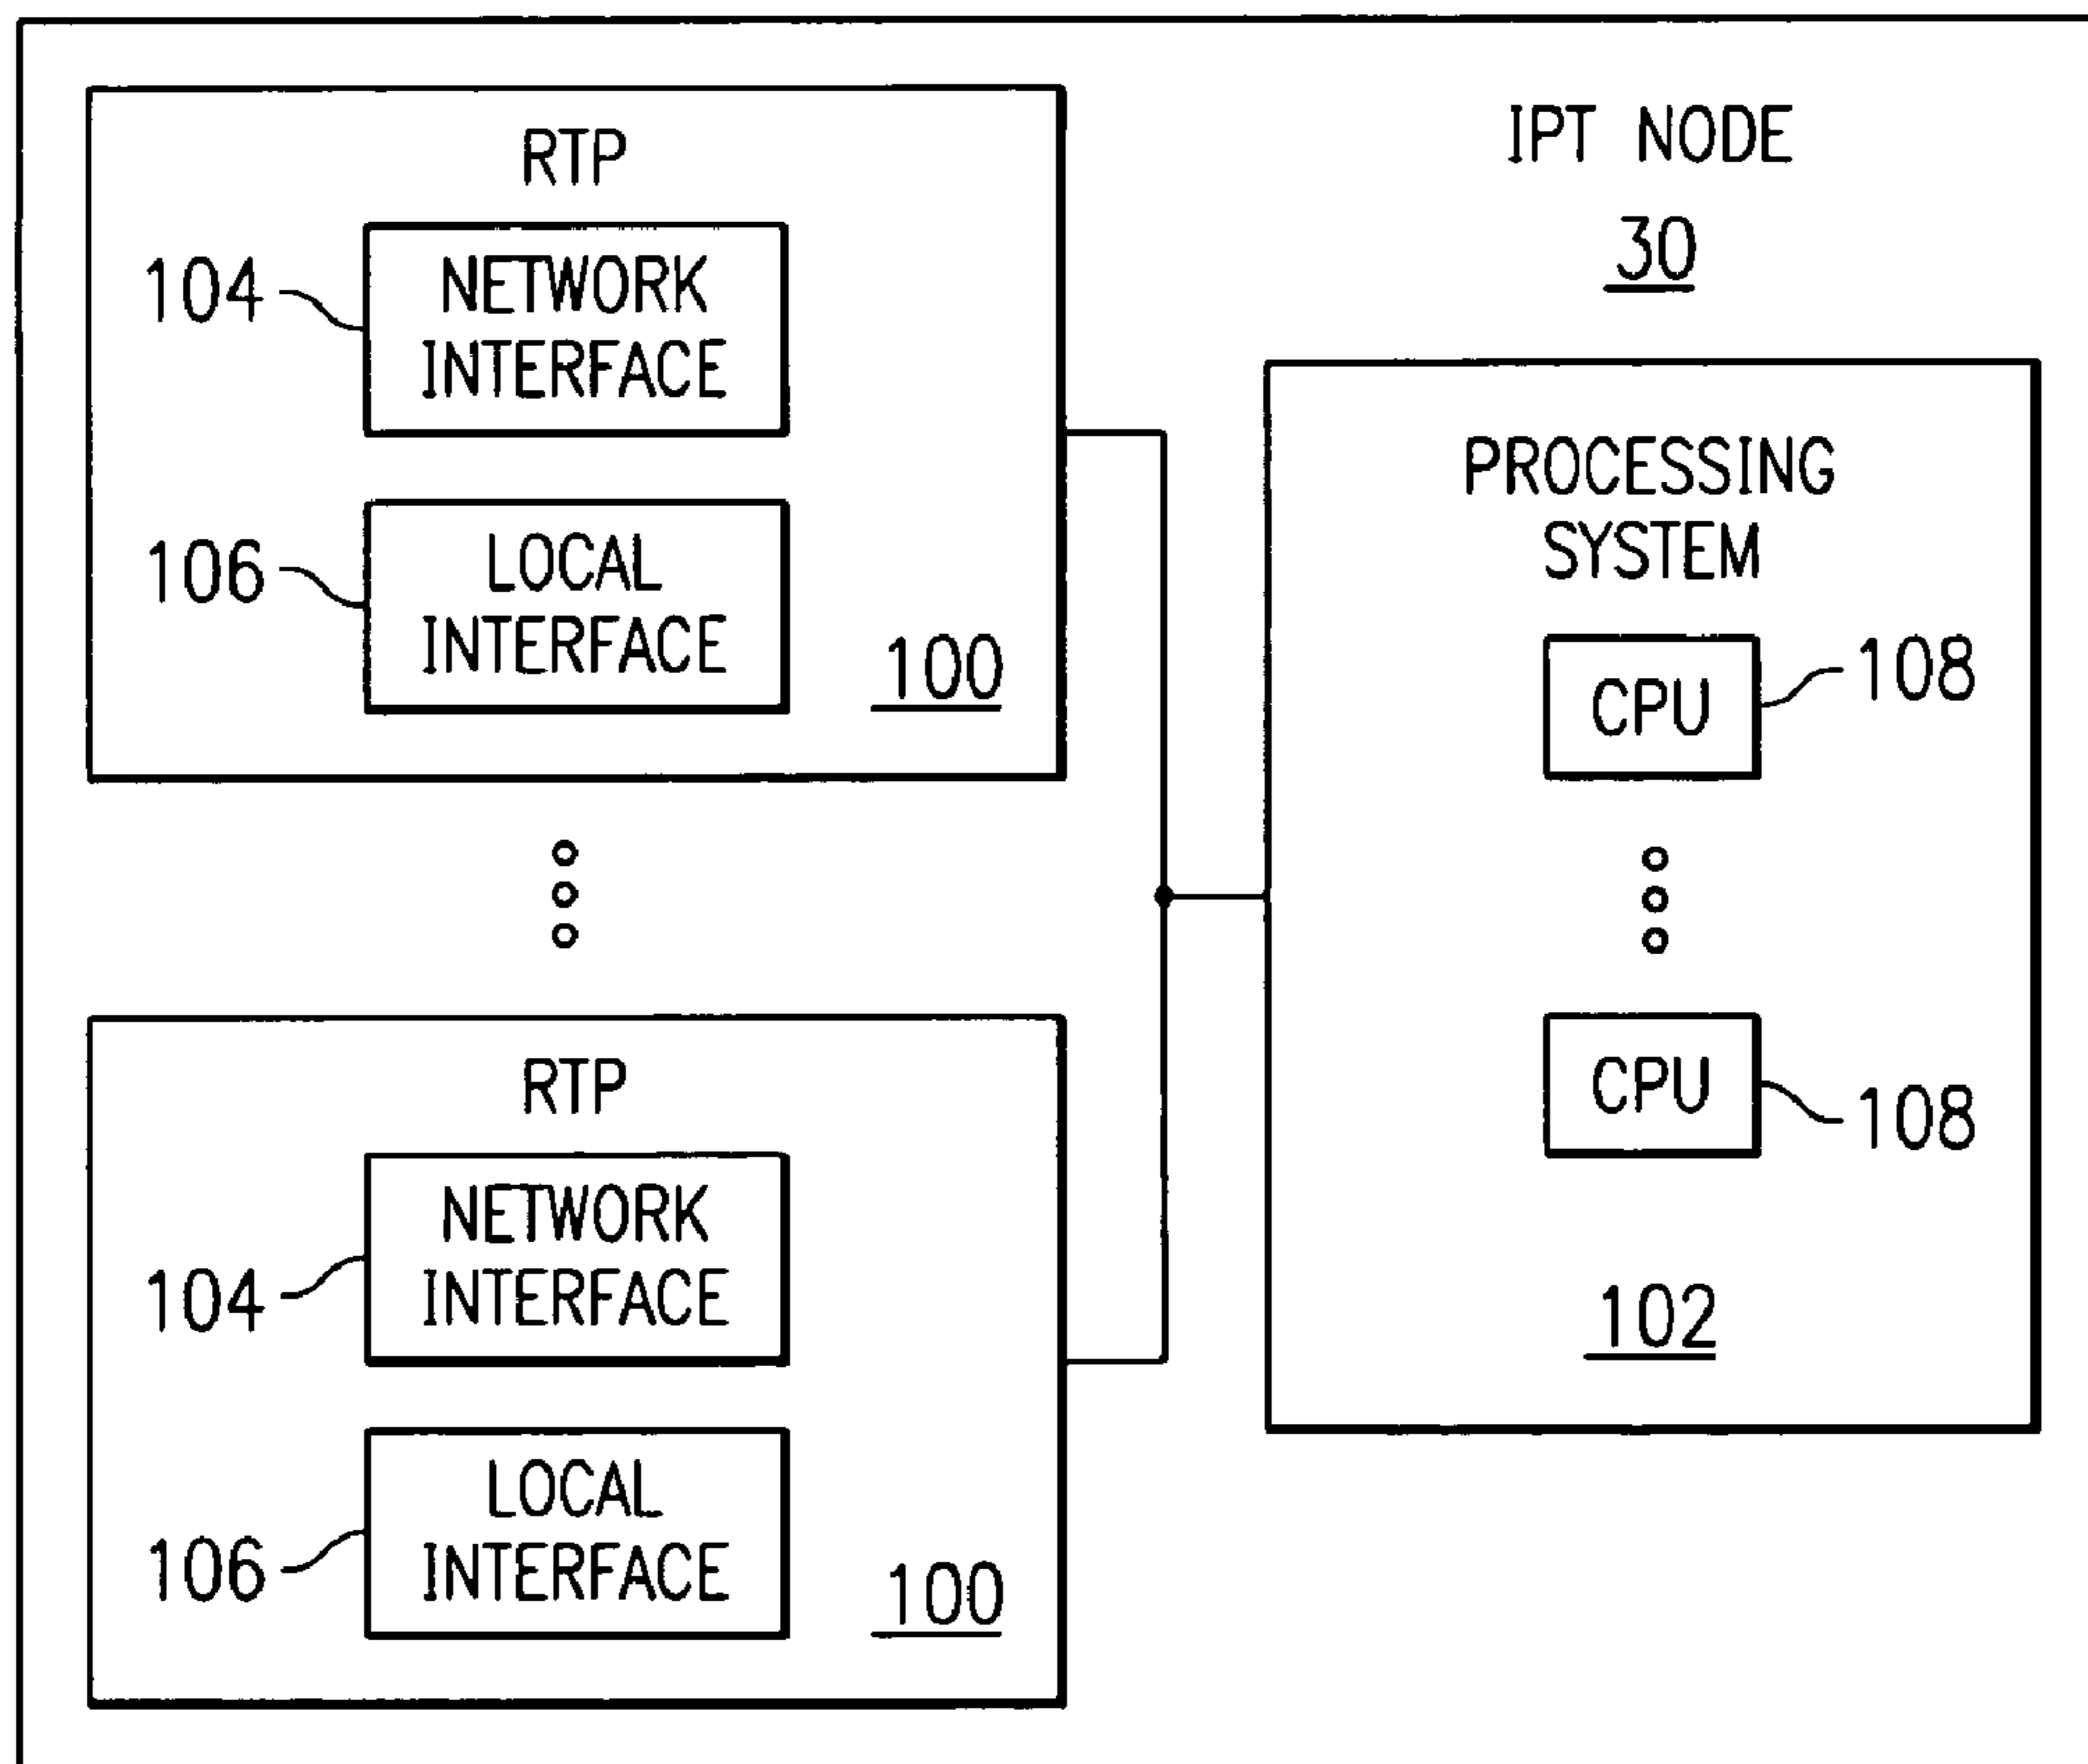 RTP
104
NETWORK
INTERFACE
106
LOCAL
INTERFACE
100
RTP
104
NETWORK
INTERFACE
106
LOCAL
INTERFACE
100
IPT NODE
30
PROCESSING
SYSTEM
CPU
108
CPU
108
102